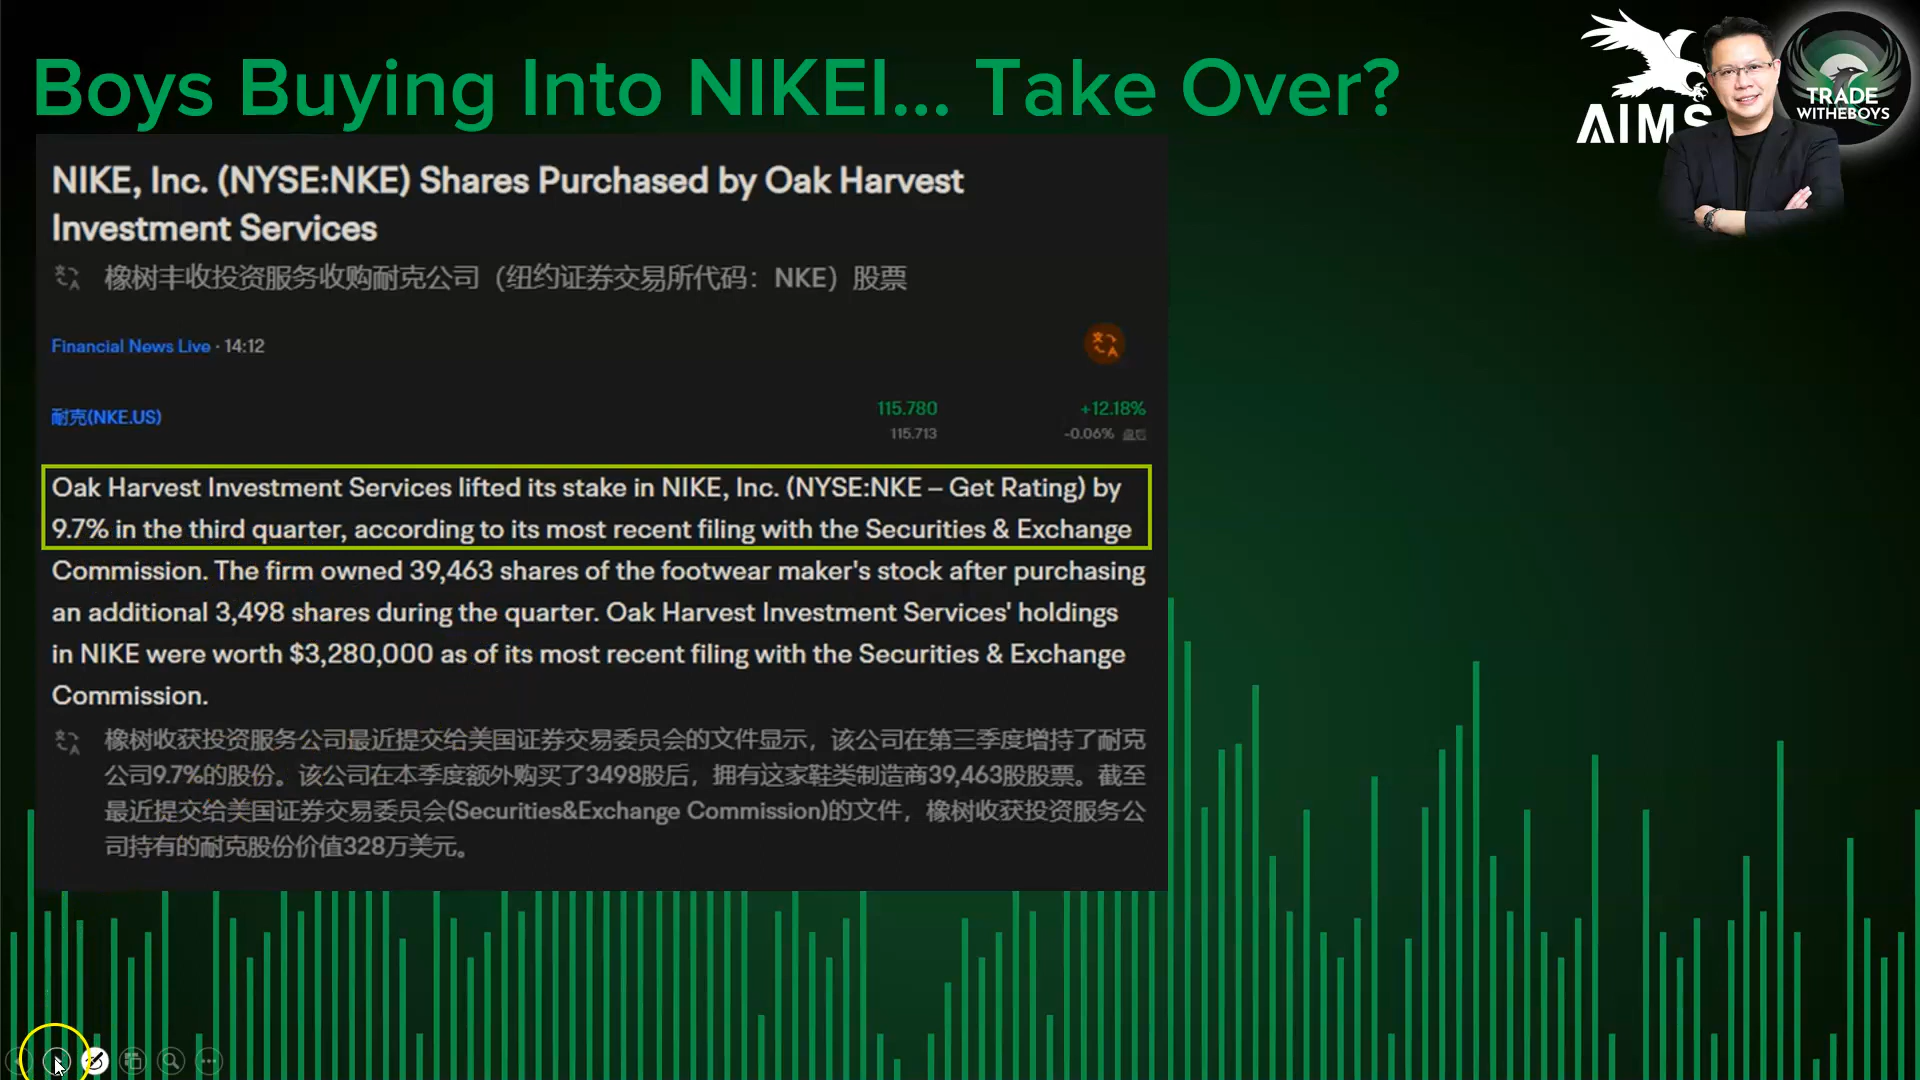 Boys Buying Into NIKEI... Take Over?
AIMS
TRADE
WITHEBOYS
NIKE, Inc. (NYSE:NKE) Shares Purchased by Oak Harvest
Investment Services
橡树丰收投资服务收购耐克公司（纽约证券交易所代码：NKE）股票
Financial News Live · 14:12
耐克(NKE.US)
115.780
+12.18%
115.713
-0.06% 盘后
Oak Harvest Investment Services lifted its stake in NIKE, Inc. (NYSE:NKE – Get Rating) by
9.7% in the third quarter, according to its most recent filing with the Securities & Exchange
Commission. The firm owned 39,463 shares of the footwear maker's stock after purchasing
an additional 3,498 shares during the quarter. Oak Harvest Investment Services' holdings
in NIKE were worth $3,280,000 as of its most recent filing with the Securities & Exchange
Commission.
橡树收获投资服务公司最近提交给美国证券交易委员会的文件显示，该公司在第三季度增持了耐克
公司9.7%的股份。该公司在本季度额外购买了3498股后，拥有这家鞋类制造商39,463股股票。截至
最近提交给美国证券交易委员会(Securities&Exchange Commission)的文件，橡树收获投资服务公
司持有的耐克股份价值328万美元。